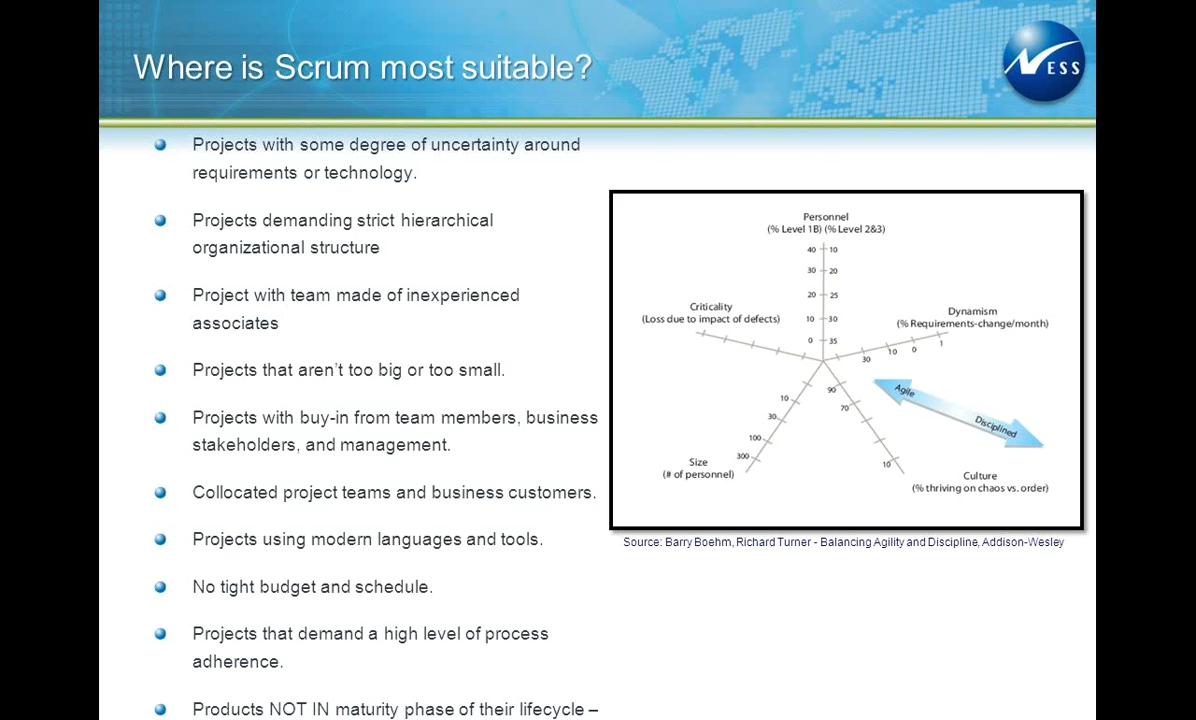 Where is Scrum most suitable?
NESS
Projects with some degree of uncertainty around
requirements or technology.
Projects demanding strict hierarchical
organizational structure
Project with team made of inexperienced
associates
Projects that aren’t too big or too small.
Projects with buy-in from team members, business
stakeholders, and management.
Collocated project teams and business customers.
Projects using modern languages and tools.
No tight budget and schedule.
Projects that demand a high level of process
adherence.
Products NOT IN maturity phase of their lifecycle –
Personnel
(% Level 1B) (% Level 2&3)
40 10
30 20
20 25
10 30
0 35
Criticality
(Loss due to impact of defects)
Dynamism
(% Requirements-change/month)
30 10 0 1
90
70
10
Agile
Disciplined
10
30
100
300
Size
(# of personnel)
Culture
(% thriving on chaos vs. order)
Source: Barry Boehm, Richard Turner - Balancing Agility and Discipline, Addison-Wesley